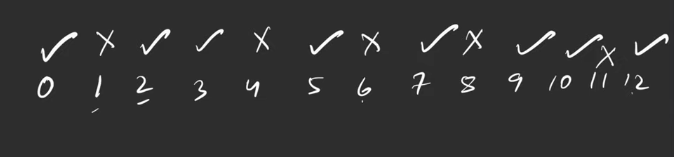 ✓ ✗ ✓ ✓ ✗ ✓ ✗ ✓ ✗ ✓ ✓ ✗ ✓
0 1 2 3 4 5 6 7 8 9 10 11 12